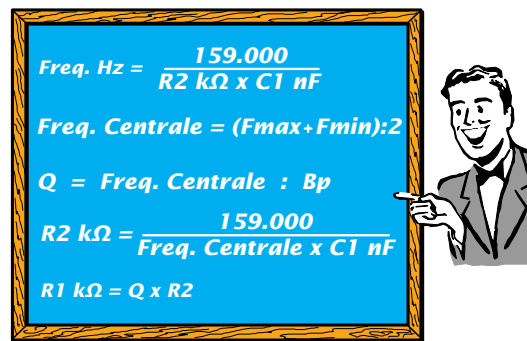 Freq. Hz = 159.000
R2 kΩ x C1 nF
Freq. Centrale = (Fmax+Fmin):2
Q = Freq. Centrale : Bp
R2 kΩ = 159.000
Freq. Centrale x C1 nF
R1 kΩ = Q x R2